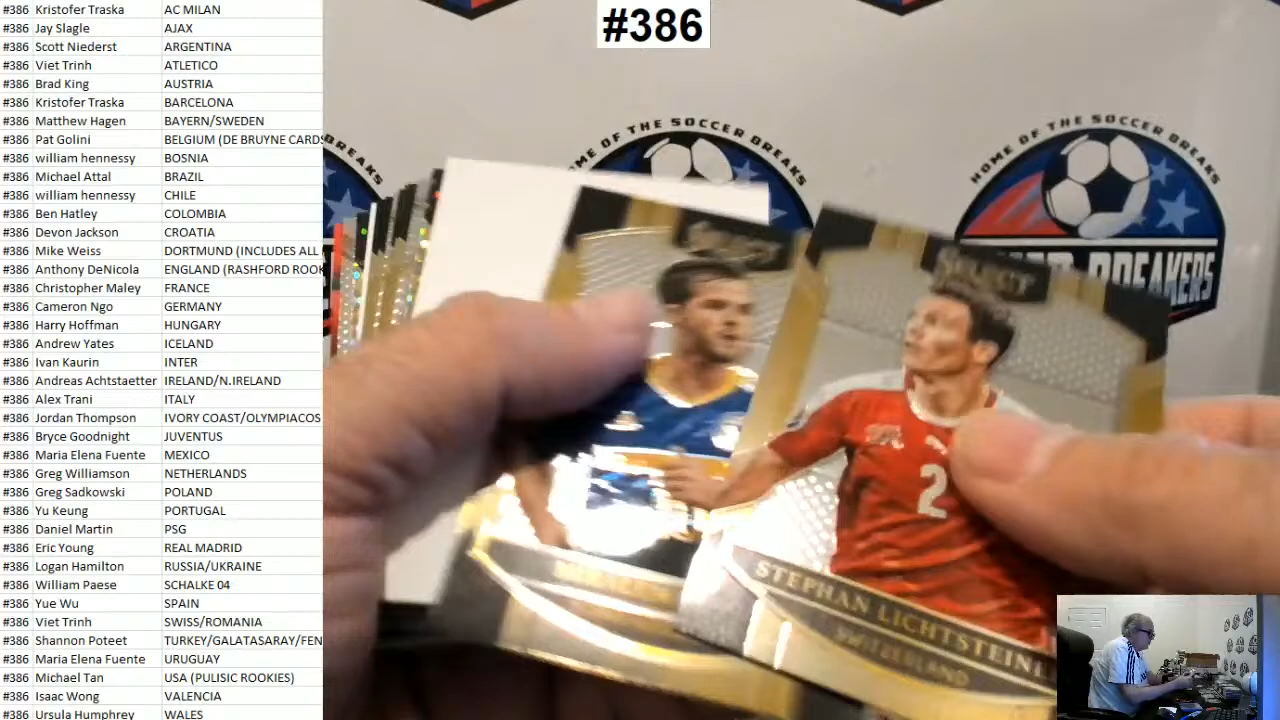 #386 Kristofer Traska AC MILAN
#386 Jay Slagle AJAX
#386 Scott Niederst ARGENTINA
#386 Viet Trinh ATLETICO
#386 Brad King AUSTRIA
#386 Kristofer Traska BARCELONA
#386 Matthew Hagen BAYERN/SWEDEN
#386 Pat Golini BELGIUM (DE BRUYNE CARDS
#386 william hennessy BOSNIA
#386 Michael Attal BRAZIL
#386 william hennessy CHILE
#386 Ben Hatley COLOMBIA
#386 Devon Jackson CROATIA
#386 Mike Weiss DORTMUND (INCLUDES ALL
#386 Anthony DeNicola ENGLAND (RASHFORD ROOK
#386 Christopher Maley FRANCE
#386 Cameron Ngo GERMANY
#386 Harry Hoffman HUNGARY
#386 Andrew Yates ICELAND
#386 Ivan Kaurin INTER
#386 Andreas Achtstaetter IRELAND/N.IRELAND
#386 Alex Trani ITALY
#386 Jordan Thompson IVORY COAST/OLYMPIACOS
#386 Bryce Goodnight JUVENTUS
#386 Maria Elena Fuente MEXICO
#386 Greg Williamson NETHERLANDS
#386 Greg Sadkowski POLAND
#386 Yu Keung PORTUGAL
#386 Daniel Martin PSG
#386 Eric Young REAL MADRID
#386 Logan Hamilton RUSSIA/UKRAINE
#386 William Paese SCHALKE 04
#386 Yue Wu SPAIN
#386 Viet Trinh SWISS/ROMANIA
#386 Shannon Poteet TURKEY/GALATASARAY/FEN
#386 Maria Elena Fuente URUGUAY
#386 Michael Tan USA (PULISIC ROOKIES)
#386 Isaac Wong VALENCIA
#386 Ursula Humphrey WALES
#386
HOME OF THE SOCCER BREAKS
HOME OF THE SOCCER BREAKS
BREAKERS
SELECT
SELECT
2
STEPHAN LICHTSTEINER
SWITZERLAND